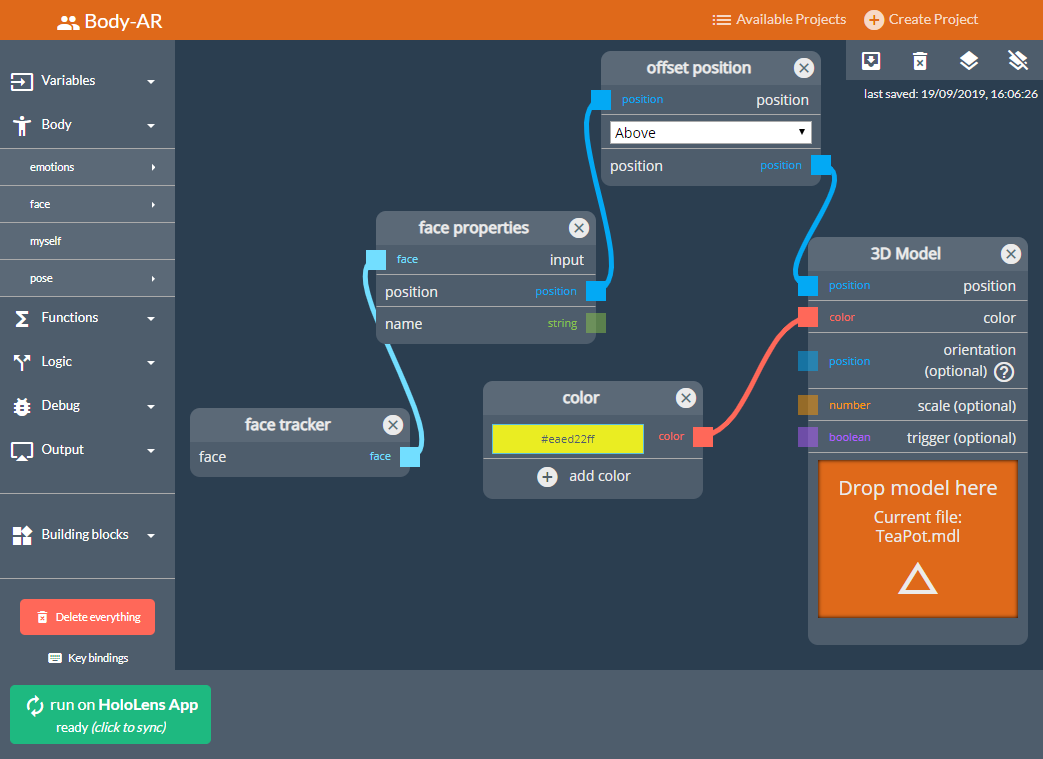 Body-AR
Available Projects
Create Project
Variables
Body
emotions
face
myself
pose
Functions
Logic
Debug
Output
Building blocks
Delete everything
Key bindings
run on HoloLens App
ready (click to sync)
last saved: 19/09/2019, 16:06:26
offset position
position position
Above
position position
face properties
face input
position position
name string
face tracker
face face
color
#eaed22ff color
add color
3D Model
position position
color color
position orientation
(optional) ?
number scale (optional)
boolean trigger (optional)
Drop model here
Current file:
TeaPot.mdl